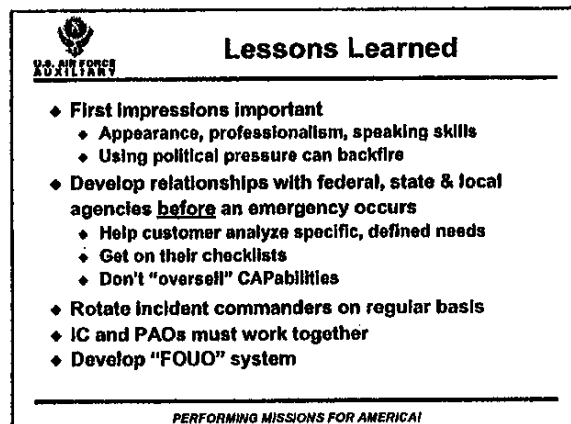 U.S. AIR FORCE
AUXILIARY
Lessons Learned
First impressions important
Appearance, professionalism, speaking skills
Using political pressure can backfire
Develop relationships with federal, state & local
agencies before an emergency occurs
Help customer analyze specific, defined needs
Get on their checklists
Don't "oversell" CAPabilities
Rotate incident commanders on regular basis
IC and PAOs must work together
Develop "FOUO" system
PERFORMING MISSIONS FOR AMERICA!